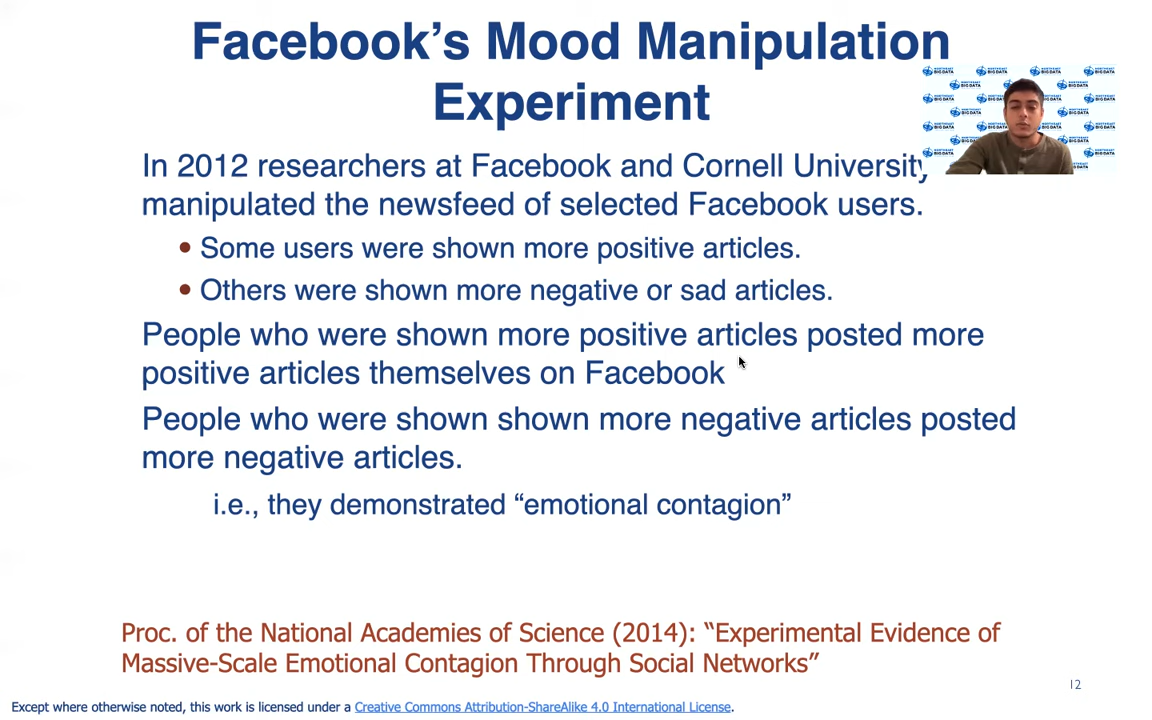 Facebook's Mood Manipulation
Experiment
In 2012 researchers at Facebook and Cornell University
manipulated the newsfeed of selected Facebook users.
• Some users were shown more positive articles.
• Others were shown more negative or sad articles.
People who were shown more positive articles posted more
positive articles themselves on Facebook
People who were shown shown more negative articles posted
more negative articles.
i.e., they demonstrated “emotional contagion”
Proc. of the National Academies of Science (2014): “Experimental Evidence of
Massive-Scale Emotional Contagion Through Social Networks”
12
Except where otherwise noted, this work is licensed under a Creative Commons Attribution-ShareAlike 4.0 International License.
NORTHEAST
BIG DATA